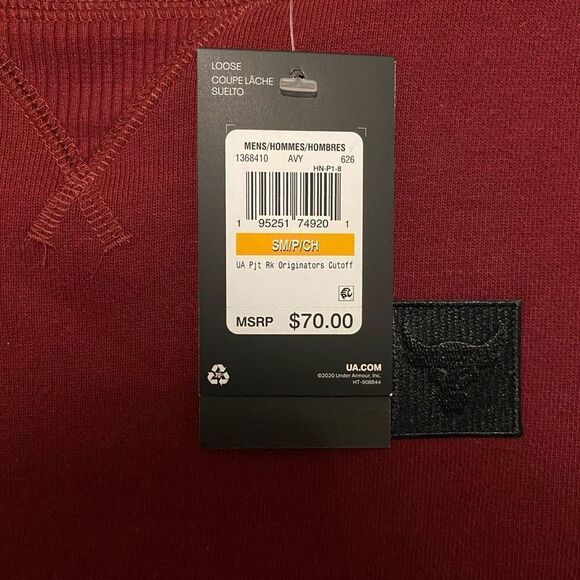 LOOSE
COUPE LÂCHE
SUELTO
MENS/HOMMES/HOMBRES
1368410 AVY 626
HN-P1-8
1 95251 74920 1
SM/P/CH
UA Pjt Rk Originators Cutoff
MSRP $70.00
UA.COM
©2020 Under Armour, Inc.
HT-908844